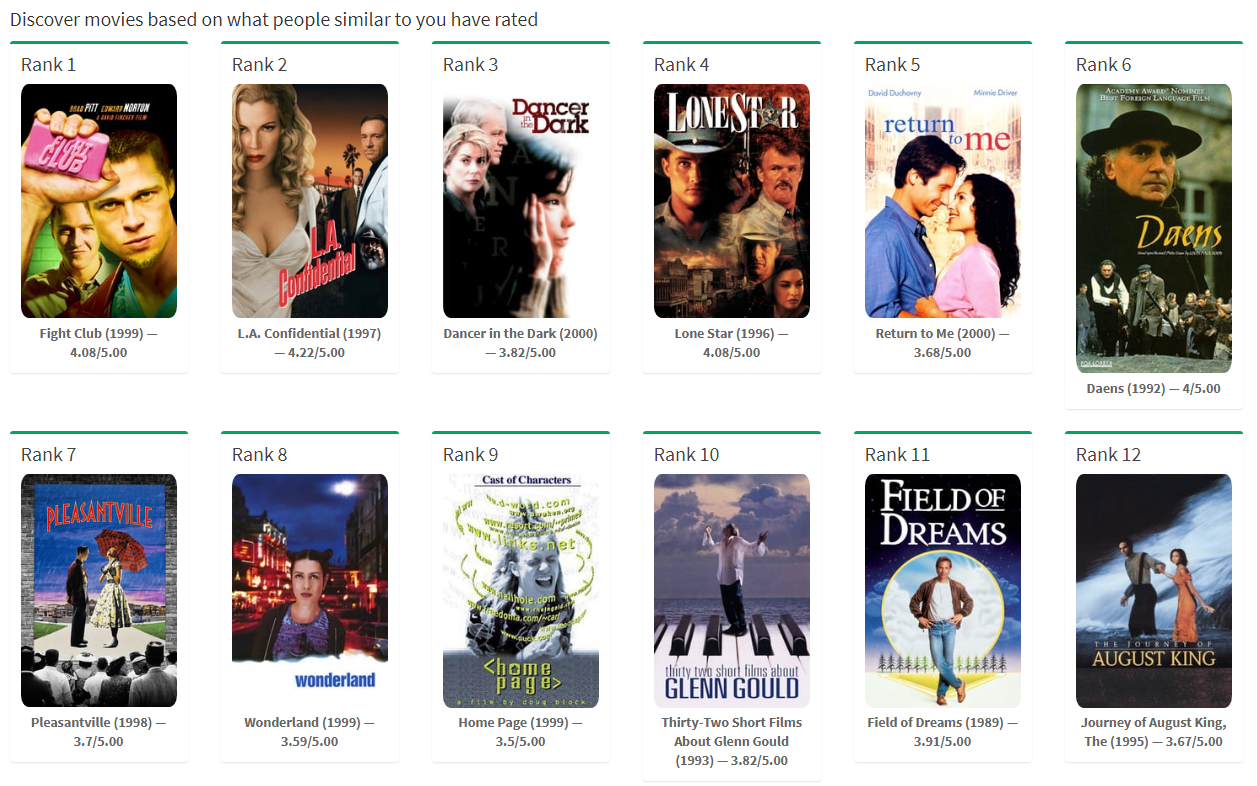 Discover movies based on what people similar to you have rated
Rank 1
BRAD PITT EDWARD NORTON
A DAVID FINCHER FILM
FIGHT CLUB
Fight Club (1999) —
4.08/5.00
Rank 2
L.A.
Confidential
L.A. Confidential (1997)
— 4.22/5.00
Rank 3
Dancer
in the Dark
Dancer in the Dark (2000)
— 3.82/5.00
Rank 4
LONE STAR
Lone Star (1996) —
4.08/5.00
Rank 5
David Duchovny Minnie Driver
return
to me
Return to Me (2000) —
3.68/5.00
Rank 6
ACADEMY AWARD NOMINEE
BEST FOREIGN LANGUAGE FILM
Daens
Daens (1992) — 4/5.00
Rank 7
PLEASANTVILLE
Pleasantville (1998) —
3.7/5.00
Rank 8
wonderland
Wonderland (1999) —
3.59/5.00
Rank 9
Cast of Characters
www.links.net
<home
page>
a film by doug block
Home Page (1999) —
3.5/5.00
Rank 10
thirty two short films about
GLENN GOULD
Thirty-Two Short Films
About Glenn Gould
(1993) — 3.82/5.00
Rank 11
FIELD OF
DREAMS
Field of Dreams (1989) —
3.91/5.00
Rank 12
THE JOURNEY OF
AUGUST KING
Journey of August King,
The (1995) — 3.67/5.00